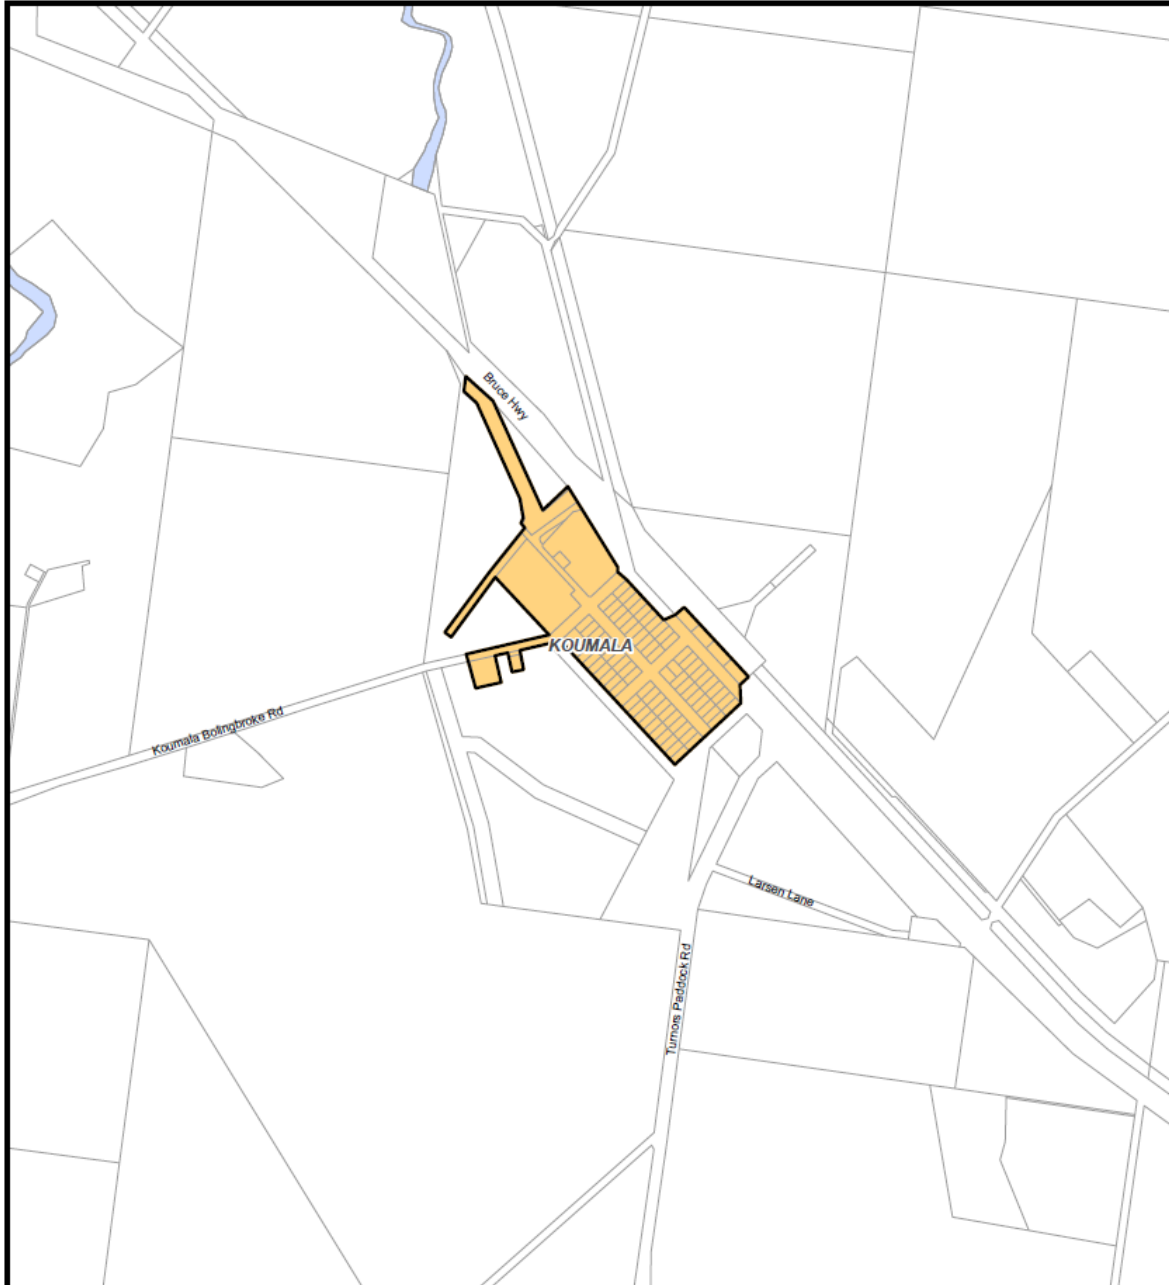 Bruce Hwy
KOUMALA
Koumala Bolingbroke Rd
Larsen Lane
Turnors Paddock Rd